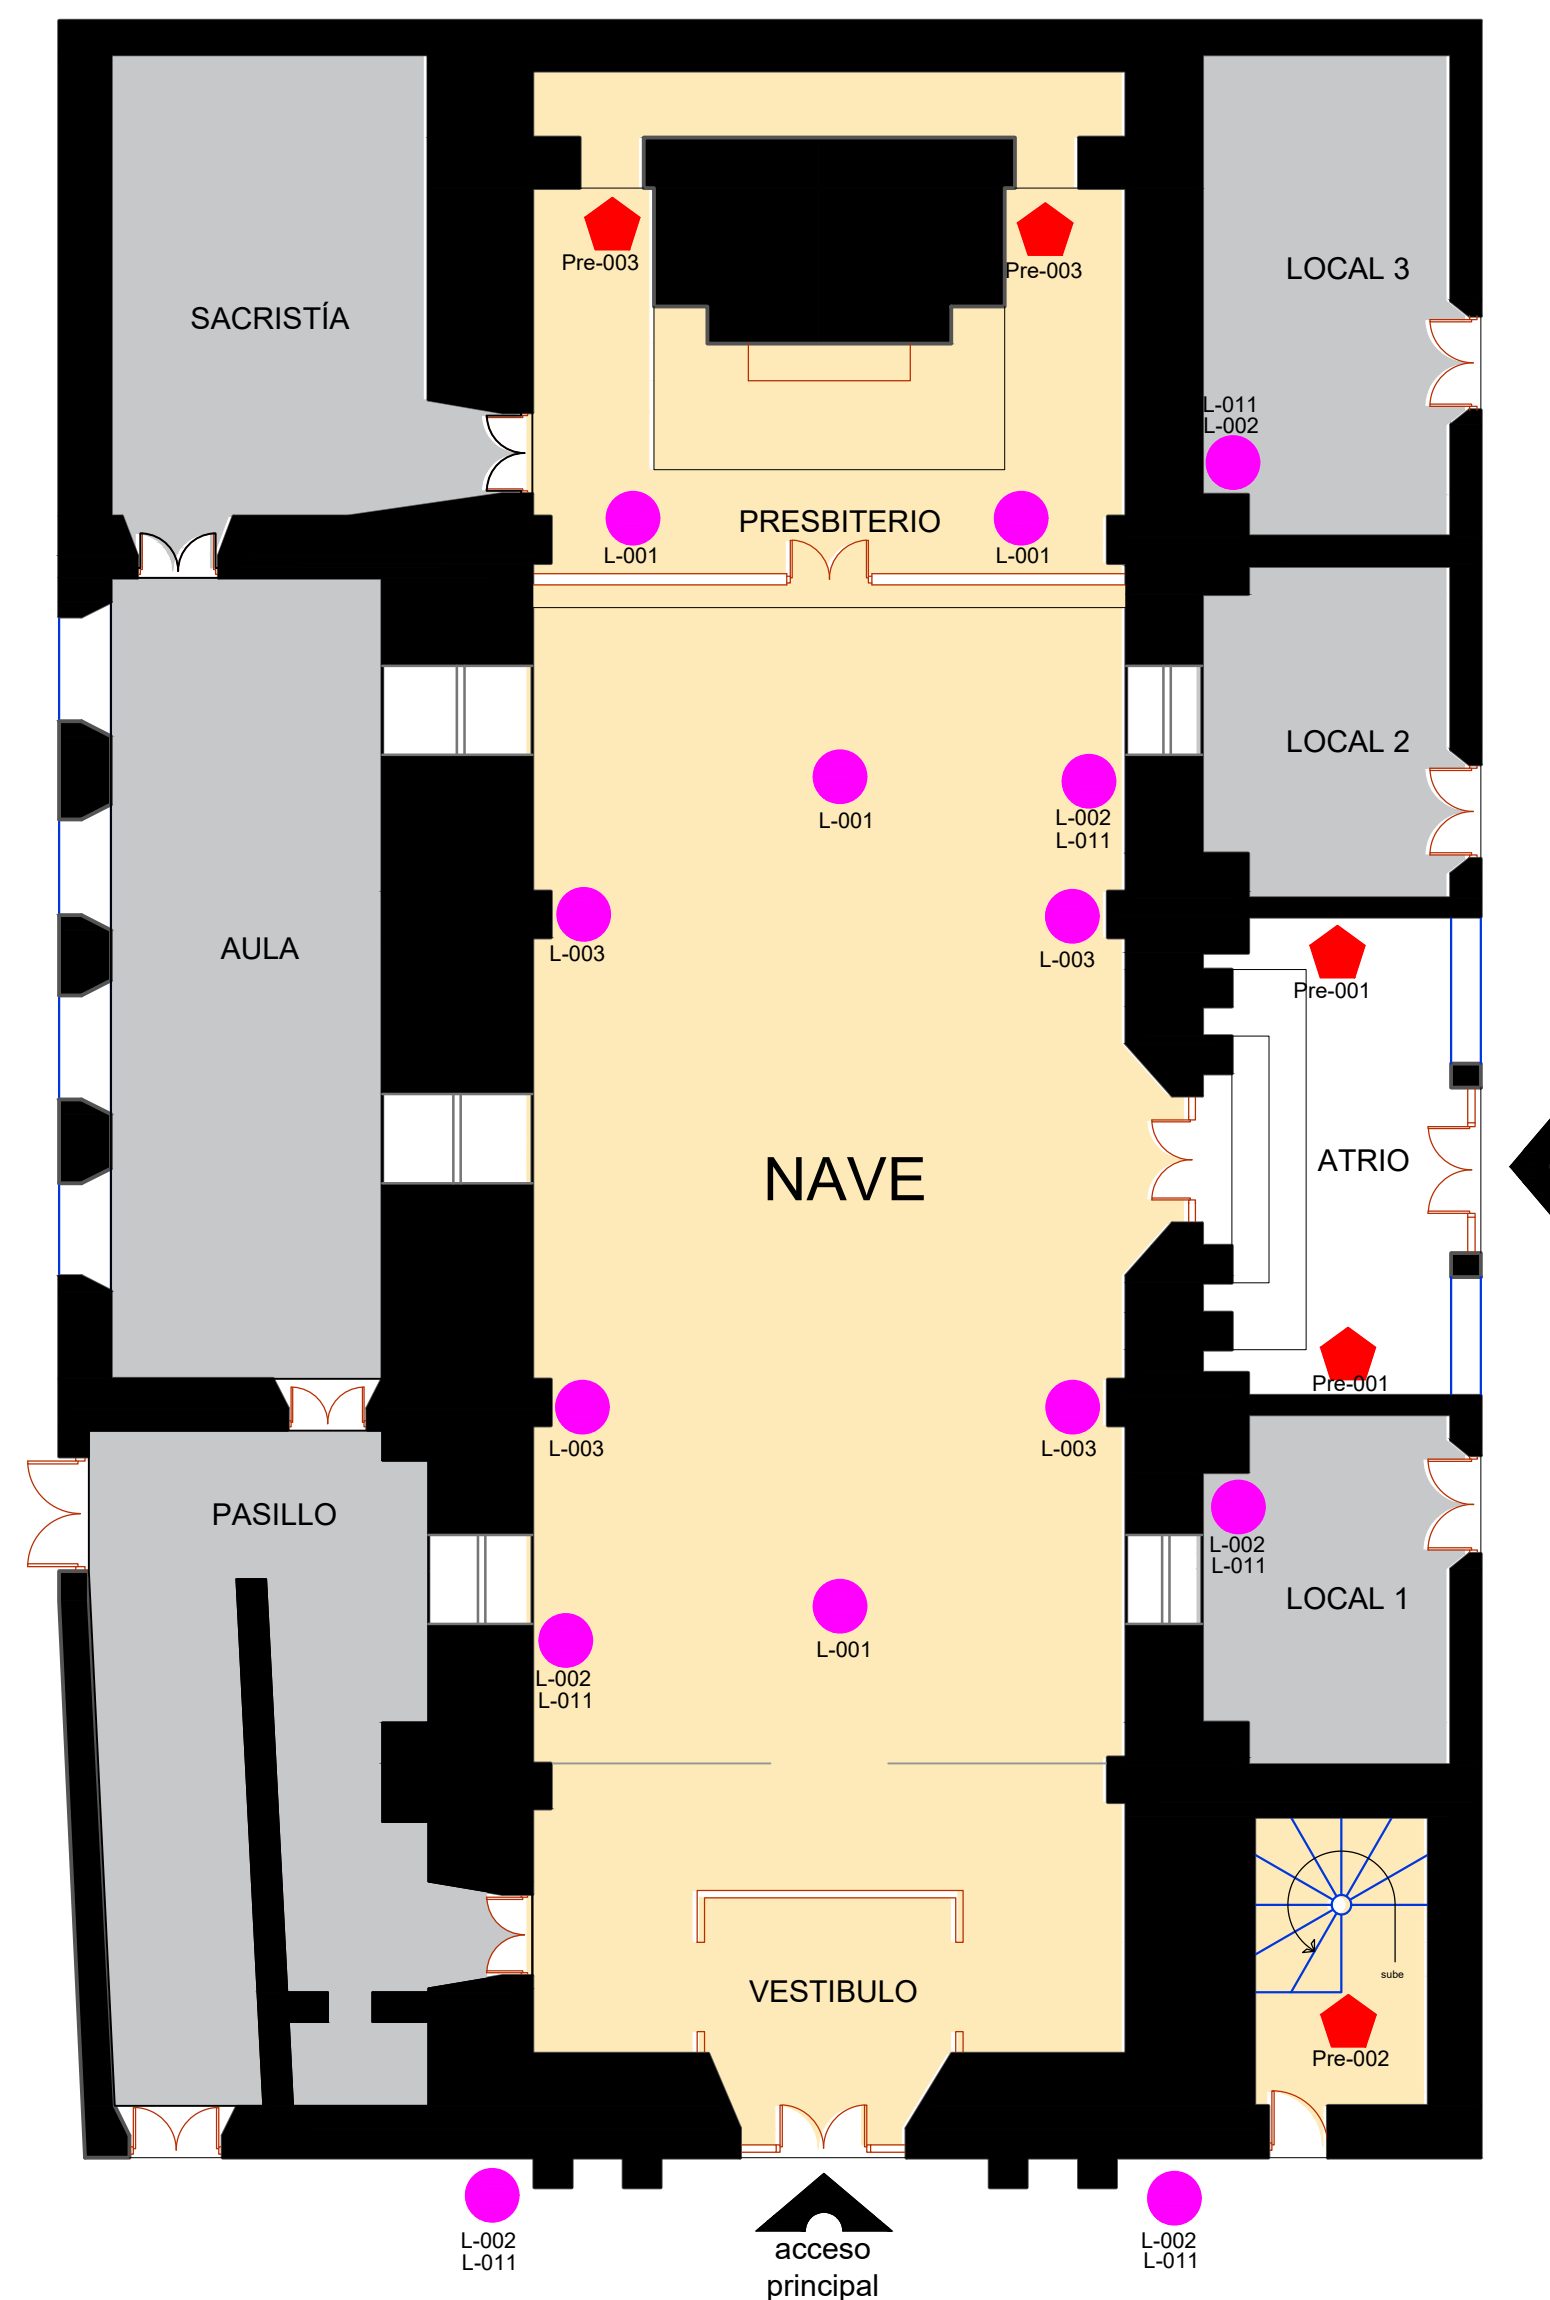 Pre-003
Pre-003
LOCAL 3
SACRISTÍA
L-011
L-002
PRESBITERIO
L-001
L-001
LOCAL 2
L-001
L-002
L-011
AULA
L-003
L-003
Pre-001
NAVE
ATRIO
Pre-001
L-003
L-003
PASILLO
L-002
L-011
LOCAL 1
L-001
L-002
L-011
sube
VESTIBULO
Pre-002
L-002
L-011
acceso
principal
L-002
L-011